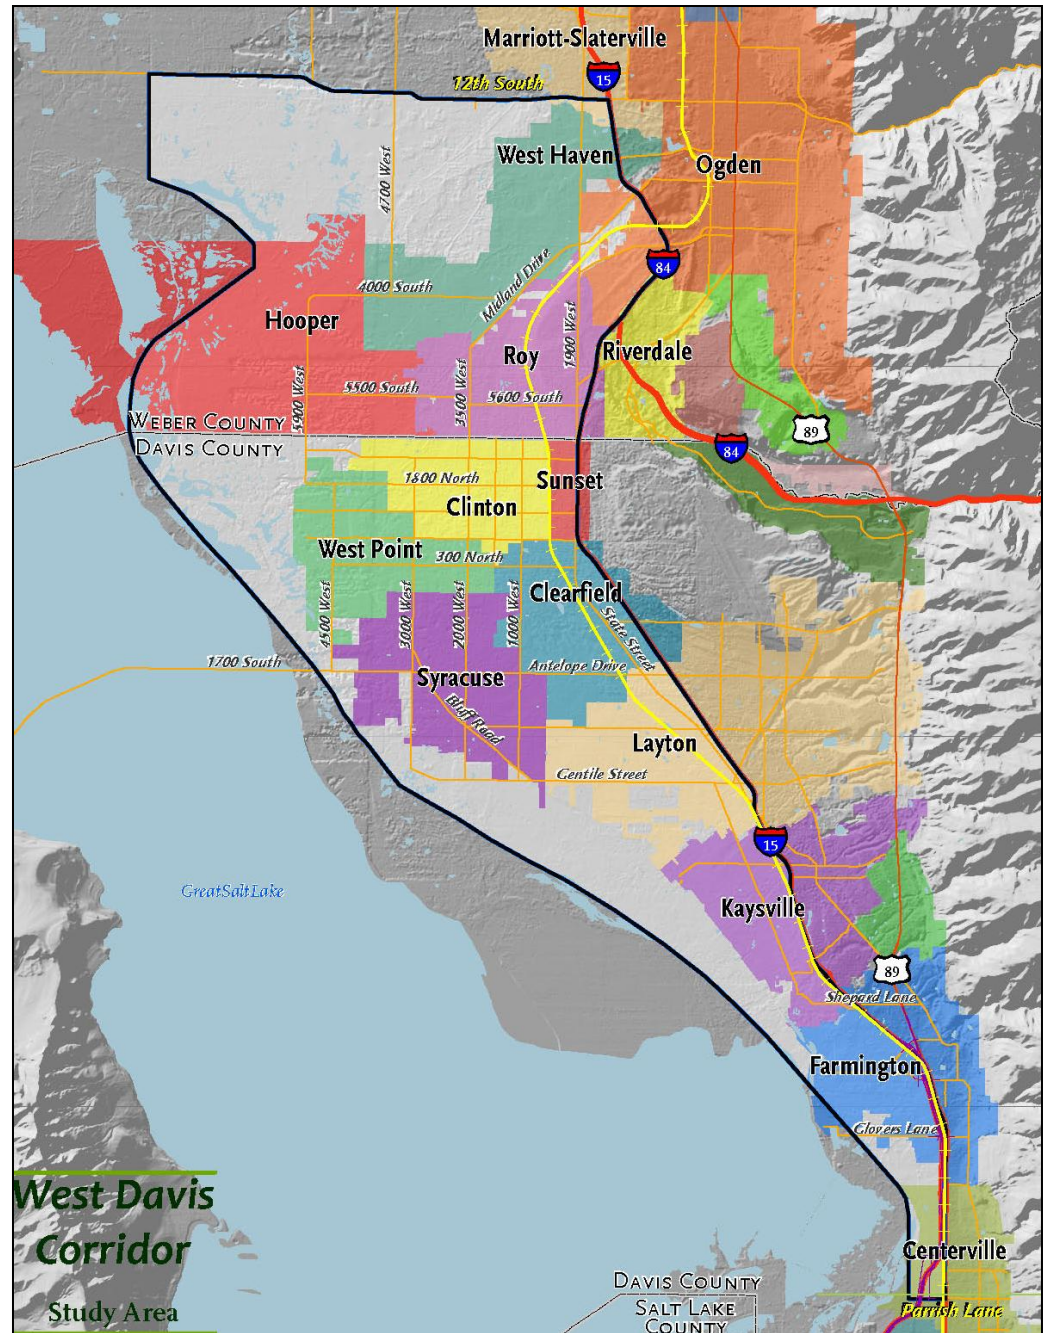 Marriott-Slaterville
15
12th South
West Haven
Ogden
4700 West
84
Midland Drive
4000 South
Hooper
1900 West
Roy
Riverdale
5900 West
5500 South
3500 West
5600 South
WEBER COUNTY
DAVIS COUNTY
89
84
1800 North
Sunset
Clinton
West Point
300 North
Clearfield
4500 West
3000 West
2000 West
1000 West
State Street
1700 South
Antelope Drive
Syracuse
Bluff Road
Layton
Gentile Street
15
GreatSaltLake
Kaysville
89
Shepard Lane
Farmington
Glovers Lane
West Davis
Corridor
Study Area
Centerville
DAVIS COUNTY
SALT LAKE
COUNTY
Parrish Lane